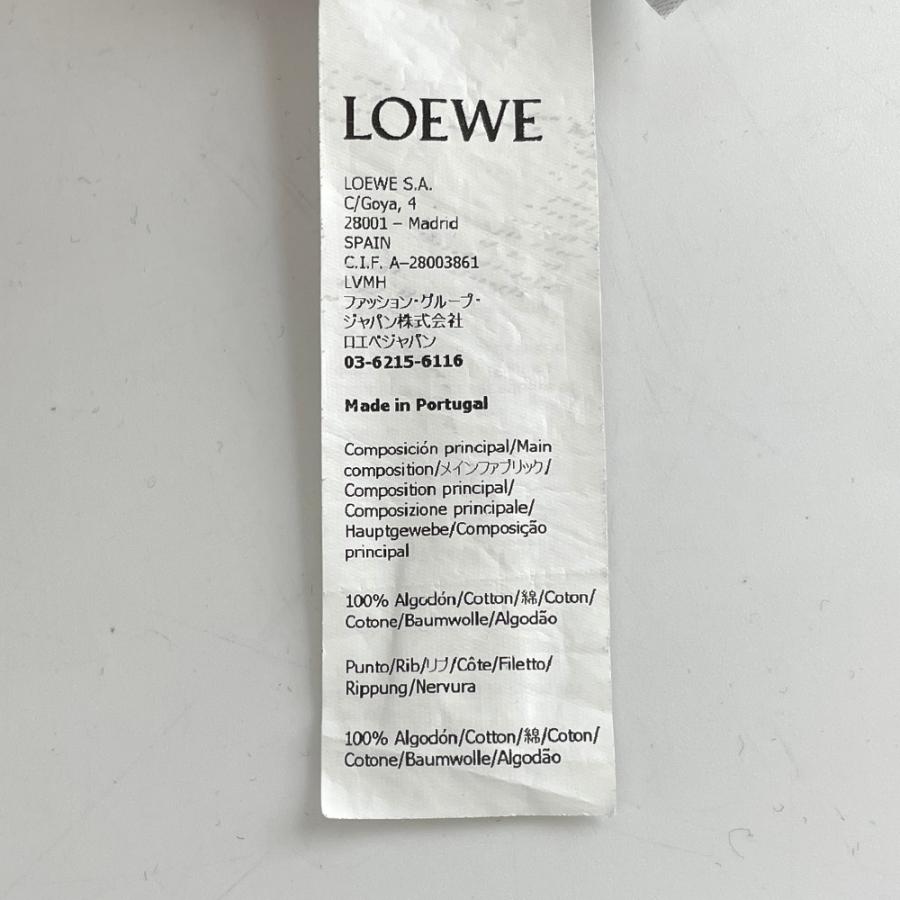 LOEWE
LOEWE S.A.
C/Goya, 4
28001 – Madrid
SPAIN
C.I.F. A–28003861
LVMH
ファッション・グループ・
ジャパン株式会社
ロエベジャパン
03-6215-6116
Made in Portugal
Composición principal/Main
composition/メインファブリック/
Composition principal/
Composizione principale/
Hauptgewebe/Composição
principal
100% Algodón/Cotton/綿/Coton/
Cotone/Baumwolle/Algodão
Punto/Rib/リブ/Côte/Filetto/
Rippung/Nervura
100% Algodón/Cotton/綿/Coton/
Cotone/Baumwolle/Algodão